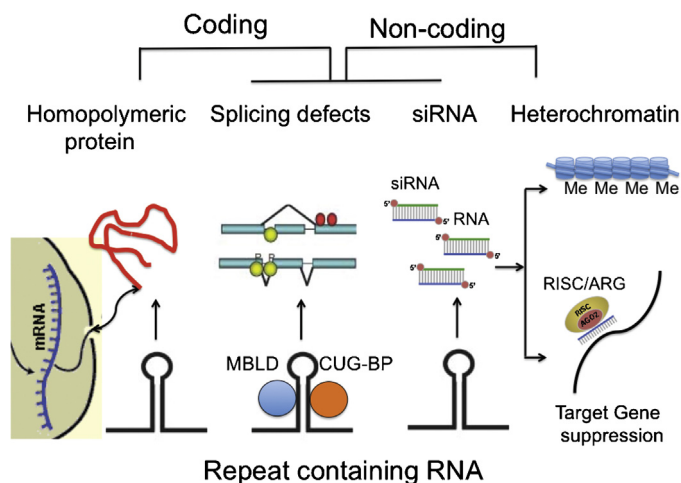 Coding
Non-coding
Homopolymeric
protein
Splicing defects
siRNA
Heterochromatin
siRNA
5'
RNA
5'
5'
5'
5'
5'
Me Me Me Me Me
mRNA
R R
RISC/ARG
RISC
AGO2
MBLD
CUG-BP
Target Gene
suppression
Repeat containing RNA